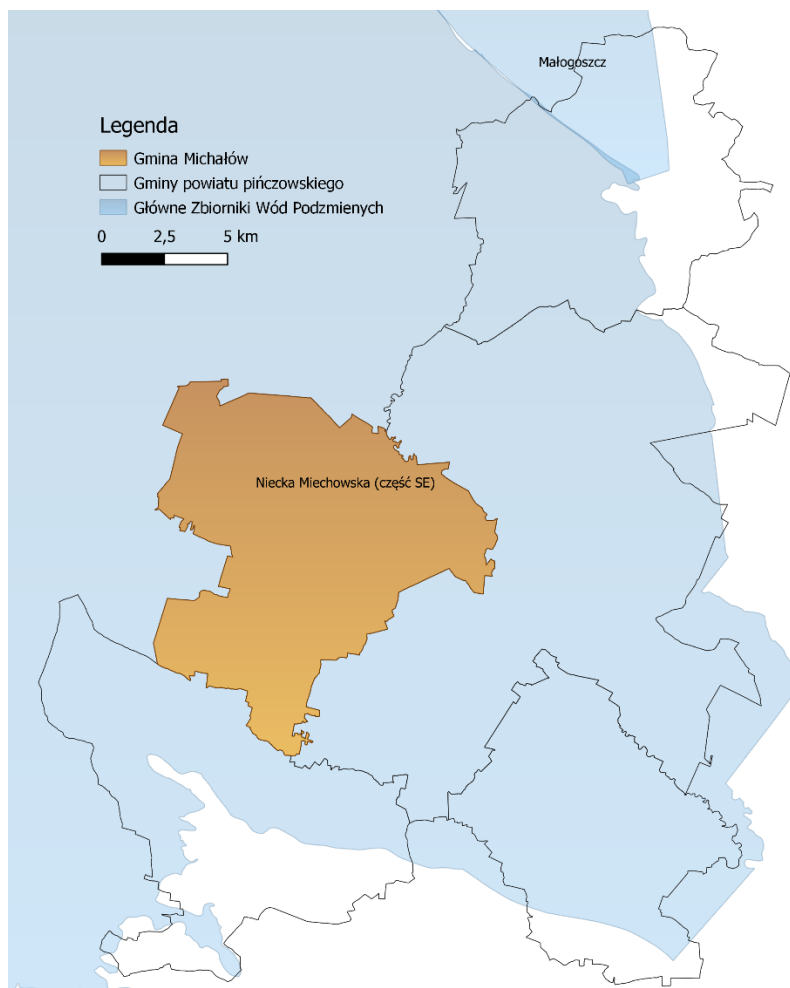 Małogoszcz
Legenda
Gmina Michałów
Gminy powiatu pińczowskiego
Główne Zbiorniki Wód Podzmienych
0 2,5 5 km
Niecka Miechowska (część SE)